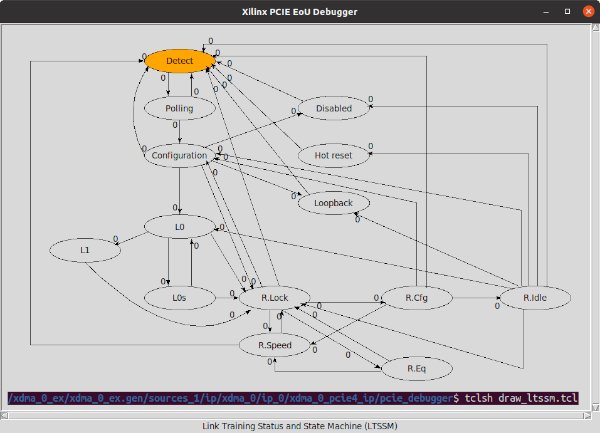 Xilinx PCIE EoU Debugger
0
Detect
0
0
0
0
0
0
0
0
Polling
0
Disabled
0
0
0
Configuration
0
0
Hot reset
0
0
0
Loopback
0
0
0
L0
0
L1
0
0
0
0
0
0
L0s
0
R.Lock
0
0
R.Cfg
0
R.Idle
0
0
0
0
0
R.Speed
0
0
0
0
R.Eq
/xdma_0_ex/xdma_0_ex.gen/sources_1/ip/xdma_0/ip_0/xdma_0_pcie4_ip/pcie_debugger$ tclsh draw_ltssm.tcl
Link Training Status and State Machine (LTSSM)